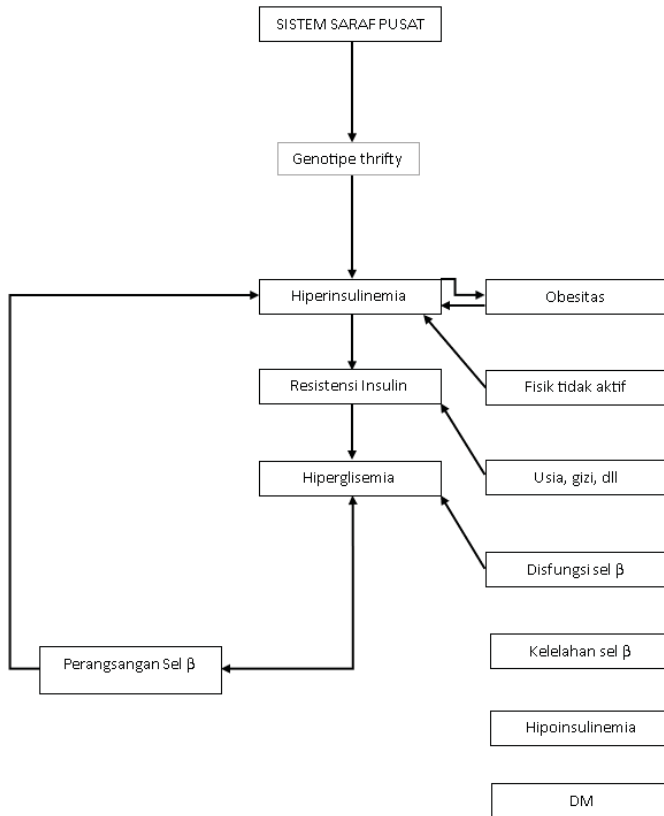 SISTEM SARAF PUSAT
Genotipe thrifty
Hiperinsulinemia
Obesitas
Resistensi Insulin
Fisik tidak aktif
Hiperglisemia
Usia, gizi, dll
Disfungsi sel β
Perangsangan Sel β
Kelelahan sel β
Hipoinsulinemia
DM